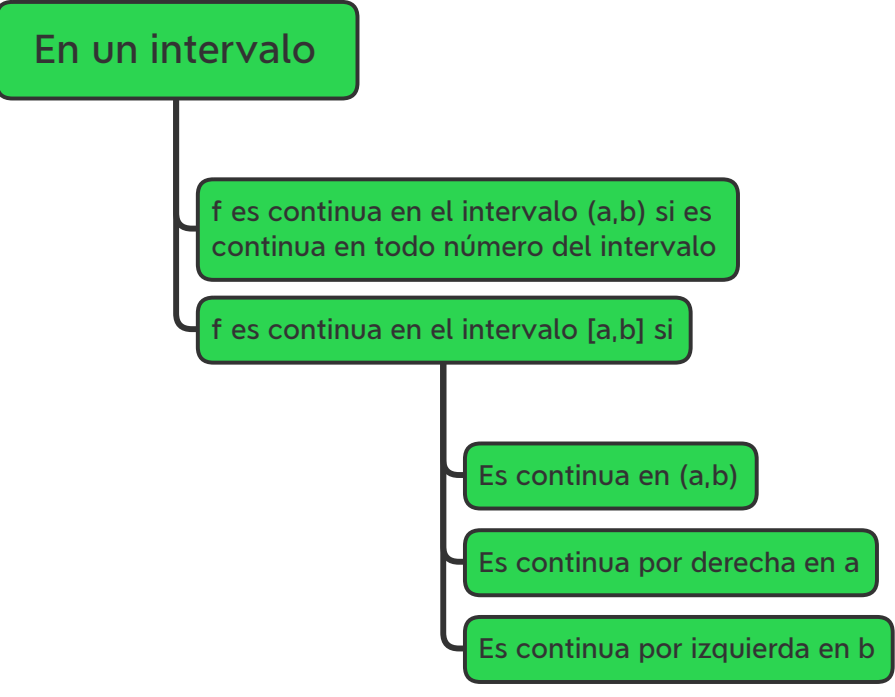 En un intervalo
f es continua en el intervalo (a,b) si es
continua en todo número del intervalo
f es continua en el intervalo [a,b] si
Es continua en (a,b)
Es continua por derecha en a
Es continua por izquierda en b